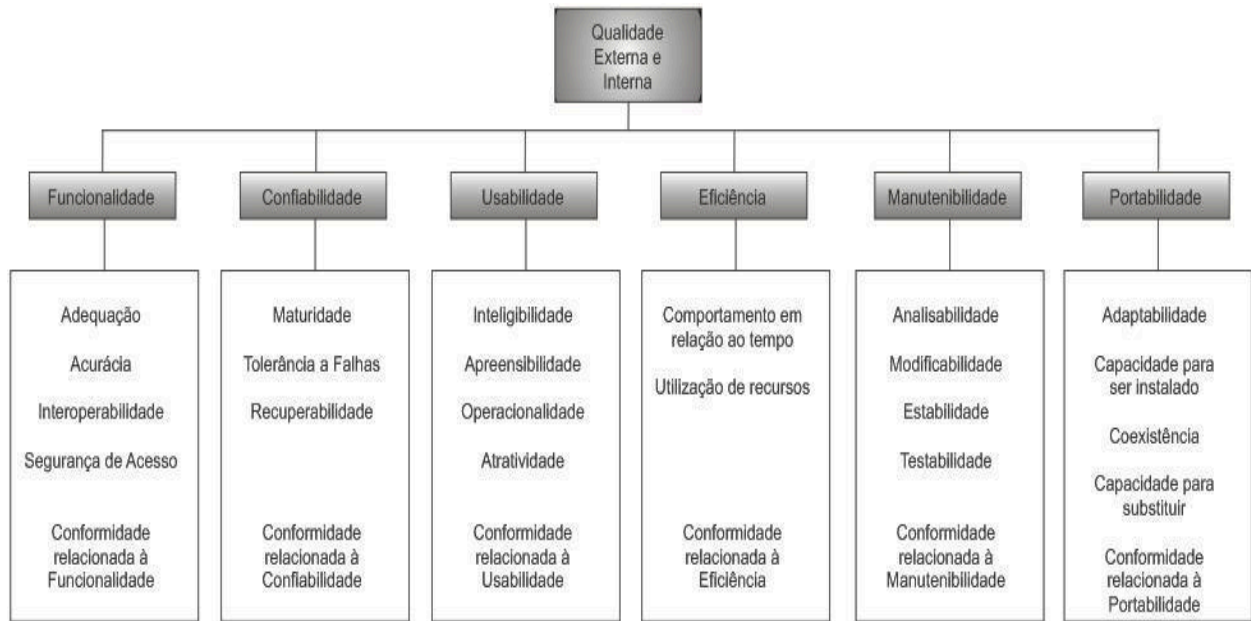 Qualidade
Externa e
Interna
Funcionalidade
Confiabilidade
Usabilidade
Eficiência
Manutenibilidade
Portabilidade
Adequação
Acurácia
Interoperabilidade
Segurança de Acesso
Conformidade
relacionada à
Funcionalidade
Maturidade
Tolerância a Falhas
Recuperabilidade
Conformidade
relacionada à
Confiabilidade
Inteligibilidade
Apreensibilidade
Operacionalidade
Atratividade
Conformidade
relacionada à
Usabilidade
Comportamento em
relação ao tempo
Utilização de recursos
Conformidade
relacionada à
Eficiência
Analisabilidade
Modificabilidade
Estabilidade
Testabilidade
Conformidade
relacionada à
Manutenibilidade
Adaptabilidade
Capacidade para
ser instalado
Coexistência
Capacidade para
substituir
Conformidade
relacionada à
Portabilidade